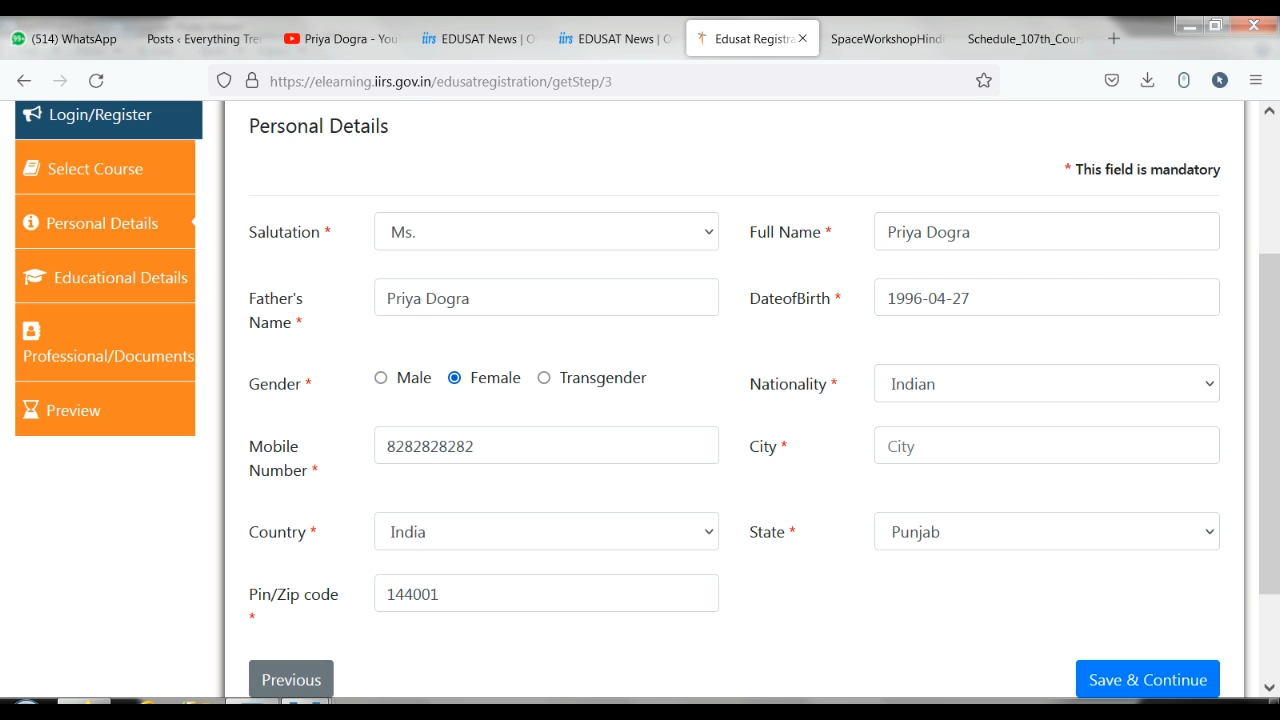 99+ (514) WhatsApp
Posts ‹ Everything Tre
Priya Dogra - You
iirs EDUSAT News | O
iirs EDUSAT News | O
Edusat Registra
SpaceWorkshopHindi
Schedule_107th_Cours
https://elearning.iirs.gov.in/edusatregistration/getStep/3
Login/Register
Select Course
Personal Details
Educational Details
Professional/Documents
Preview
Personal Details
* This field is mandatory
Salutation * Ms. Full Name * Priya Dogra
Father's
Name * Priya Dogra DateofBirth * 1996-04-27
Gender * Male Female Transgender Nationality * Indian
Mobile
Number * 8282828282 City * City
Country * India State * Punjab
Pin/Zip code
* 144001
Previous Save & Continue